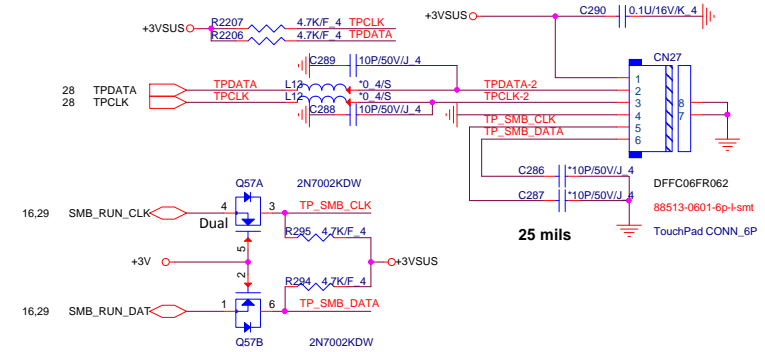 +3VSUS
R2207 4.7K/F_4 TPCLK
R2206 4.7K/F_4 TPDATA
+3VSUS
C290 0.1U/16V/K_4
CN27
C289 10P/50V/J_4
28 TPDATA TPDATA L13 *0_4/S TPDATA-2
28 TPCLK TPCLK L12 *0_4/S TPCLK-2
C288 10P/50V/J_4
TP_SMB_CLK
TP_SMB_DATA
1
2
3
4
5
6
8
7
C286 *10P/50V/J_4
C287 *10P/50V/J_4
25 mils
DFFC06FR062
88513-0601-6p-l-smt
TouchPad CONN_6P
Q57A 2N7002KDW
16,29 SMB_RUN_CLK 4 3 TP_SMB_CLK
Dual
5
R295 4.7K/F_4
+3V
+3VSUS
2
R294 4.7K/F_4
16,29 SMB_RUN_DAT 1 6 TP_SMB_DATA
Q57B 2N7002KDW